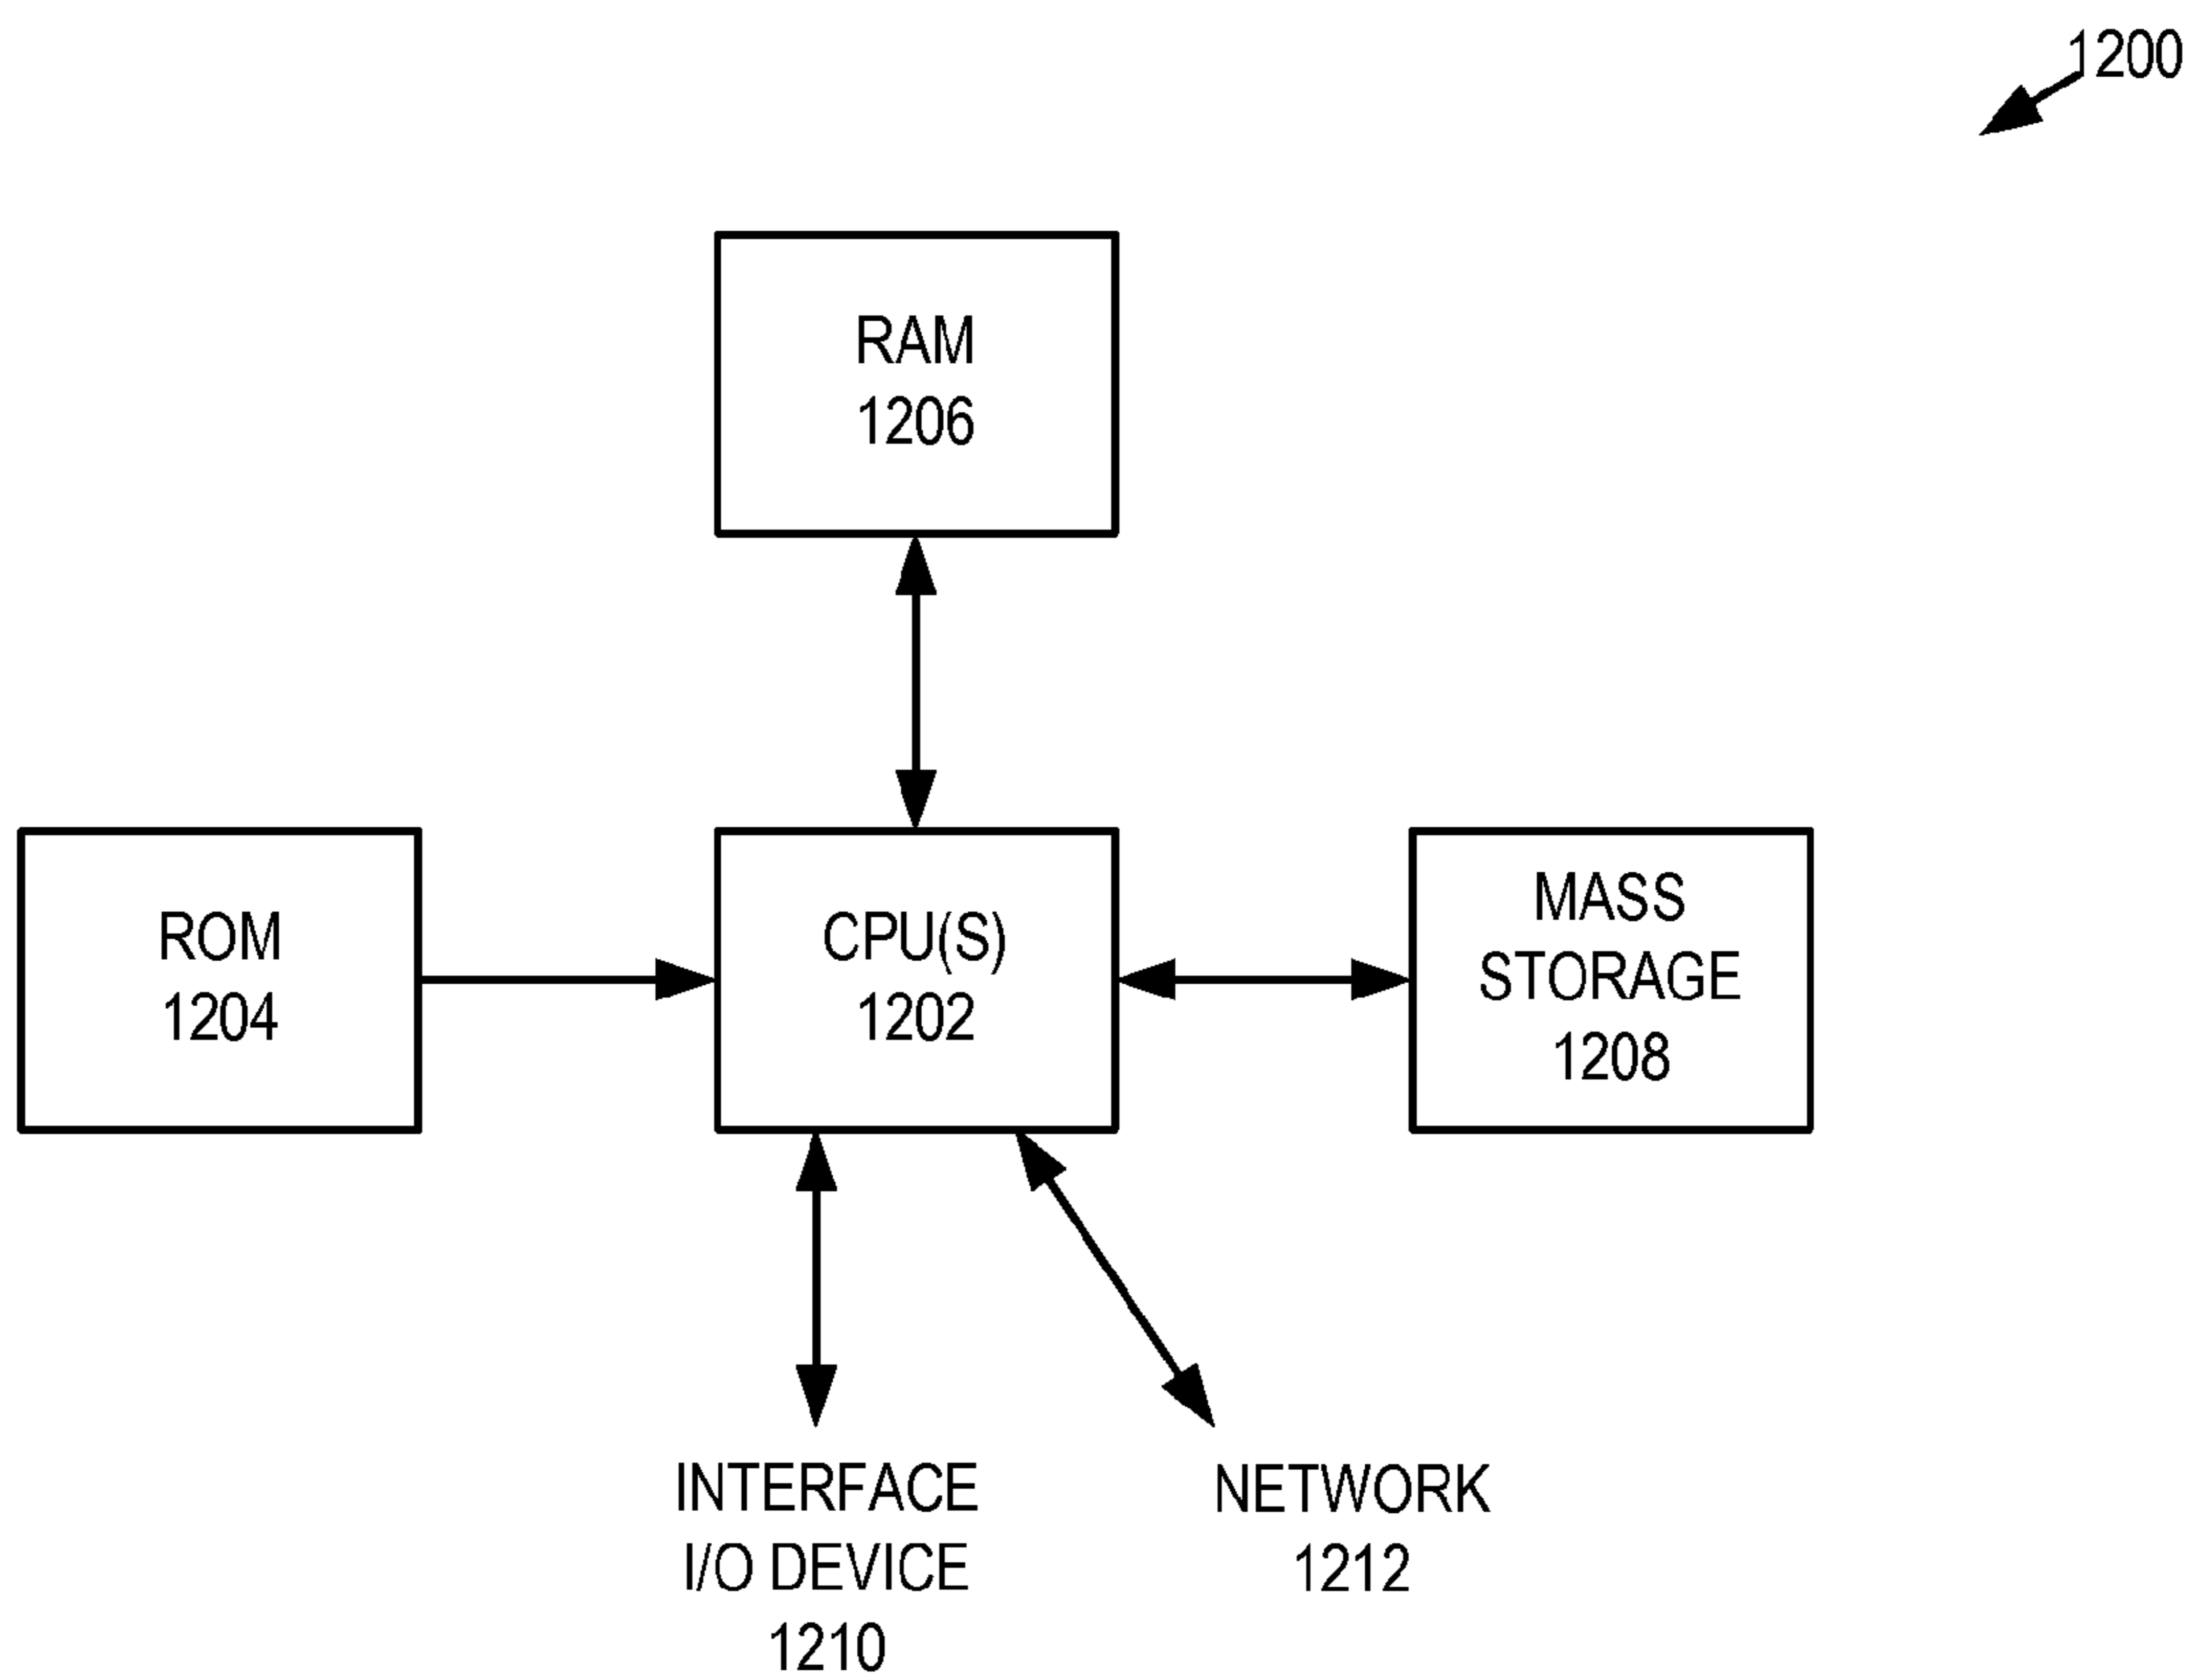 1200
RAM
1206
ROM
1204
CPU(S)
1202
MASS
STORAGE
1208
INTERFACE
I/O DEVICE
1210
NETWORK
1212